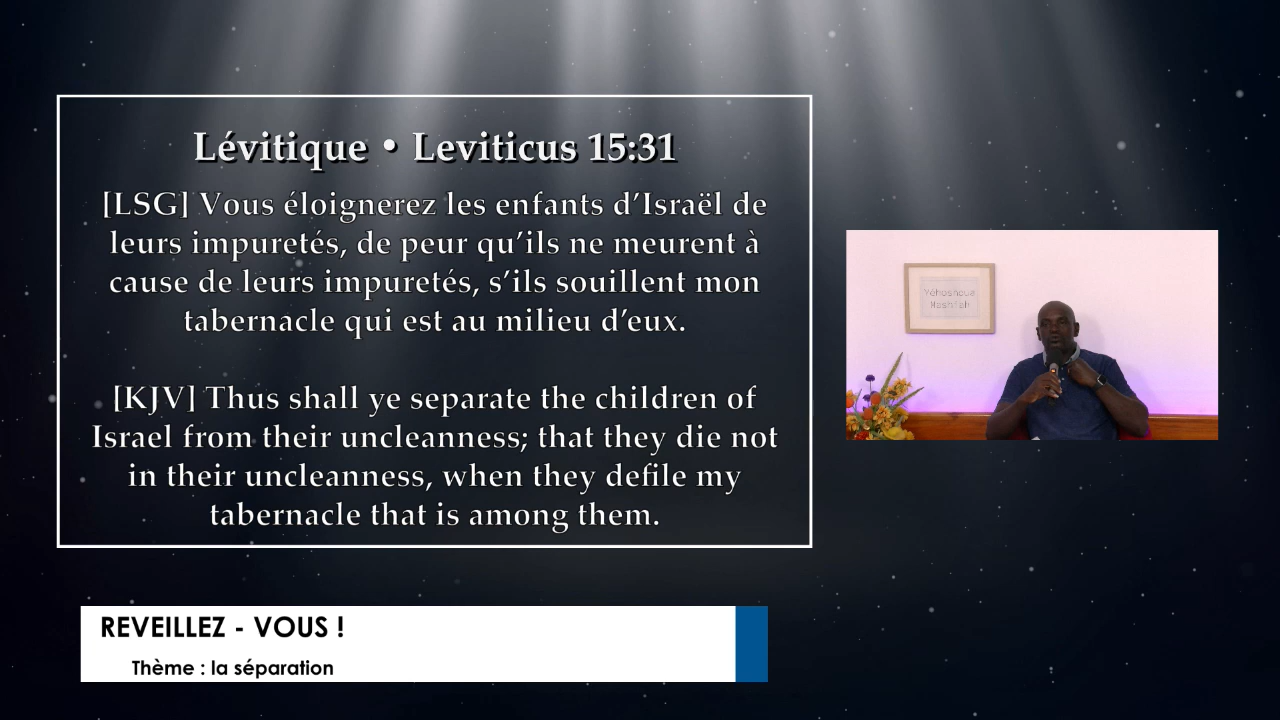 Lévitique • Leviticus 15:31
[LSG] Vous éloignerez les enfants d’Israël de
leurs impuretés, de peur qu’ils ne meurent à
cause de leurs impuretés, s’ils souillent mon
tabernacle qui est au milieu d’eux.
[KJV] Thus shall ye separate the children of
Israel from their uncleanness; that they die not
in their uncleanness, when they defile my
tabernacle that is among them.
Yéhoshoua
Mashiah
REVEILLEZ - VOUS !
Thème : la séparation